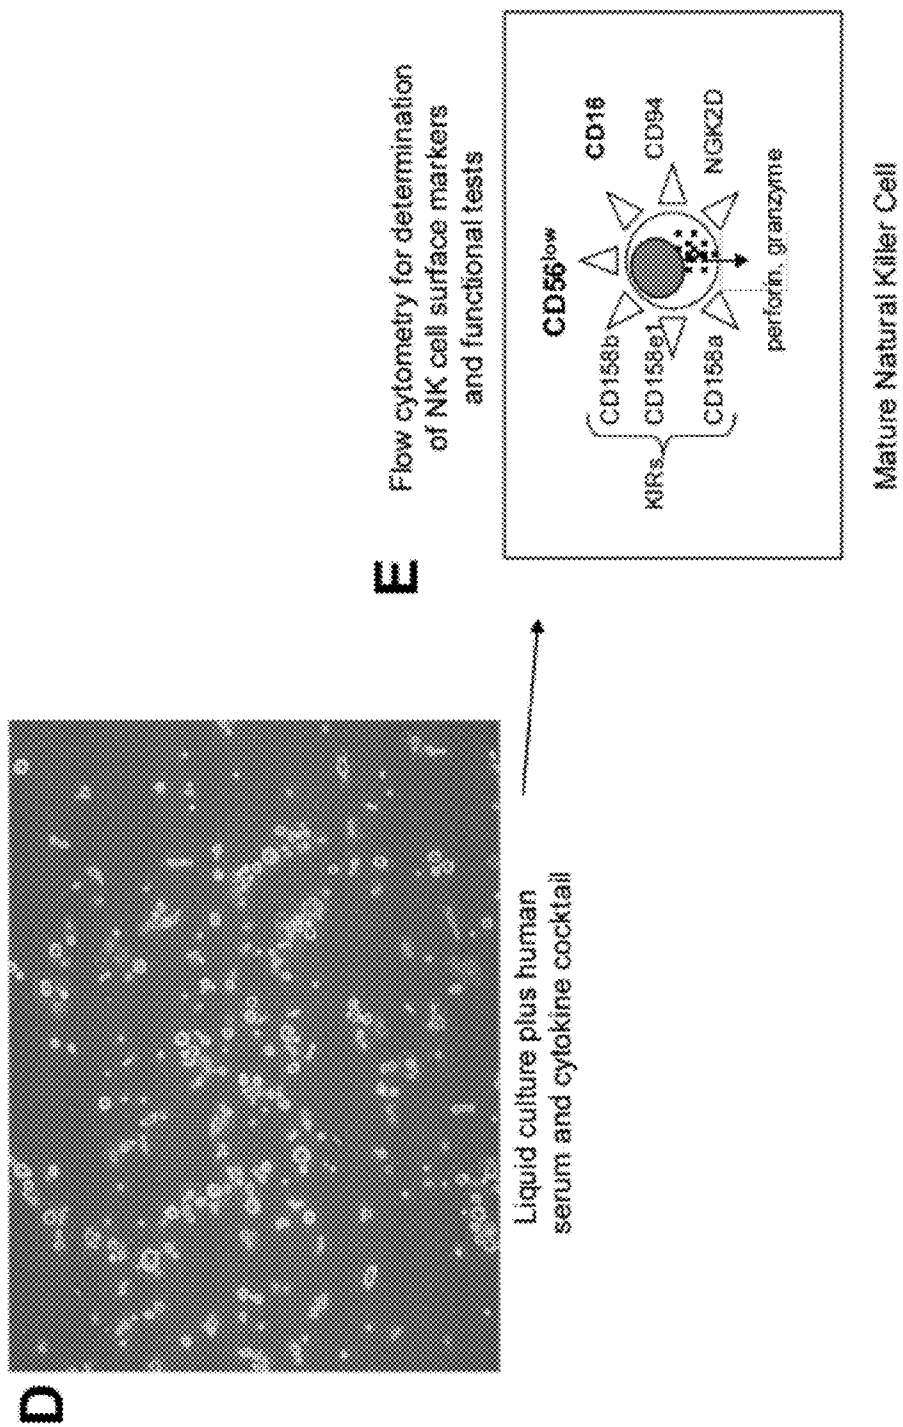 D
Liquid culture plus human
serum and cytokine cocktail
E
Flow cytometry for determination
of NK cell surface markers
and functional tests
CD56low
CD158b
CD158e1
CD158a
KIRs
CD16
CD94
NGK2D
perforin, granzyme
Mature Natural Killer Cell